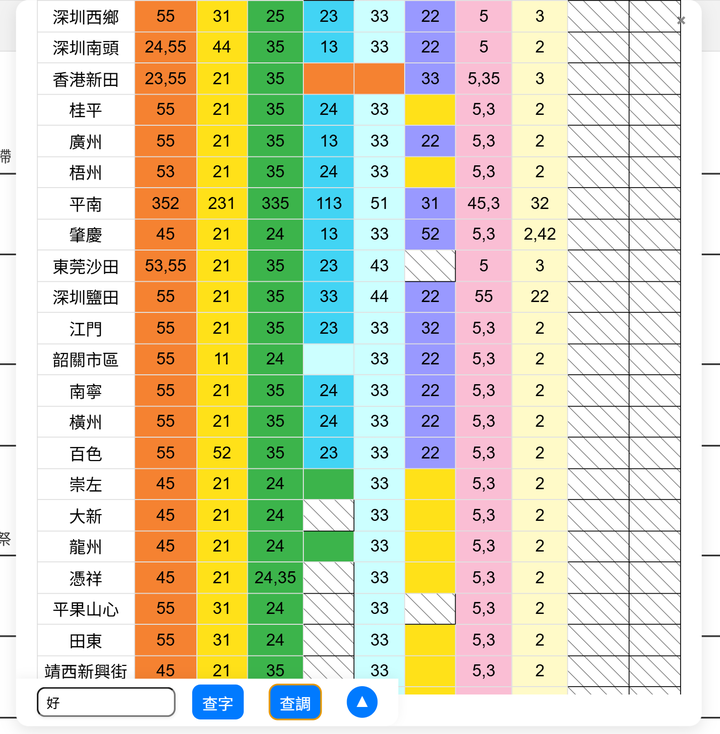 深圳西鄉 55 31 25 23 33 22 5 3
×
深圳南頭 24,55 44 35 13 33 22 5 2
香港新田 23,55 21 35 33 5,35 3
桂平 55 21 35 24 33 5,3 2
廣州 55 21 35 13 33 22 5,3 2
帶
梧州 53 21 35 24 33 5,3 2
平南 352 231 335 113 51 31 45,3 32
肇慶 45 21 24 13 33 52 5,3 2,42
東莞沙田 53,55 21 35 23 43 5 3
深圳鹽田 55 21 35 33 44 22 55 22
江門 55 21 35 23 33 32 5,3 2
韶關市區 55 11 24 33 22 5,3 2
南寧 55 21 35 24 33 22 5,3 2
橫州 55 21 35 24 33 22 5,3 2
百色 55 52 35 23 33 22 5,3 2
崇左 45 21 24 33 5,3 2
大新 45 21 24 33 5,3 2
祭
龍州 45 21 24 33 5,3 2
憑祥 45 21 24,35 33 5,3 2
平果山心 55 31 24 33 5,3 2
田東 55 31 24 33 5,3 2
靖西新興街 45 21 35 33 5,3 2
好 查字 查調 ▲